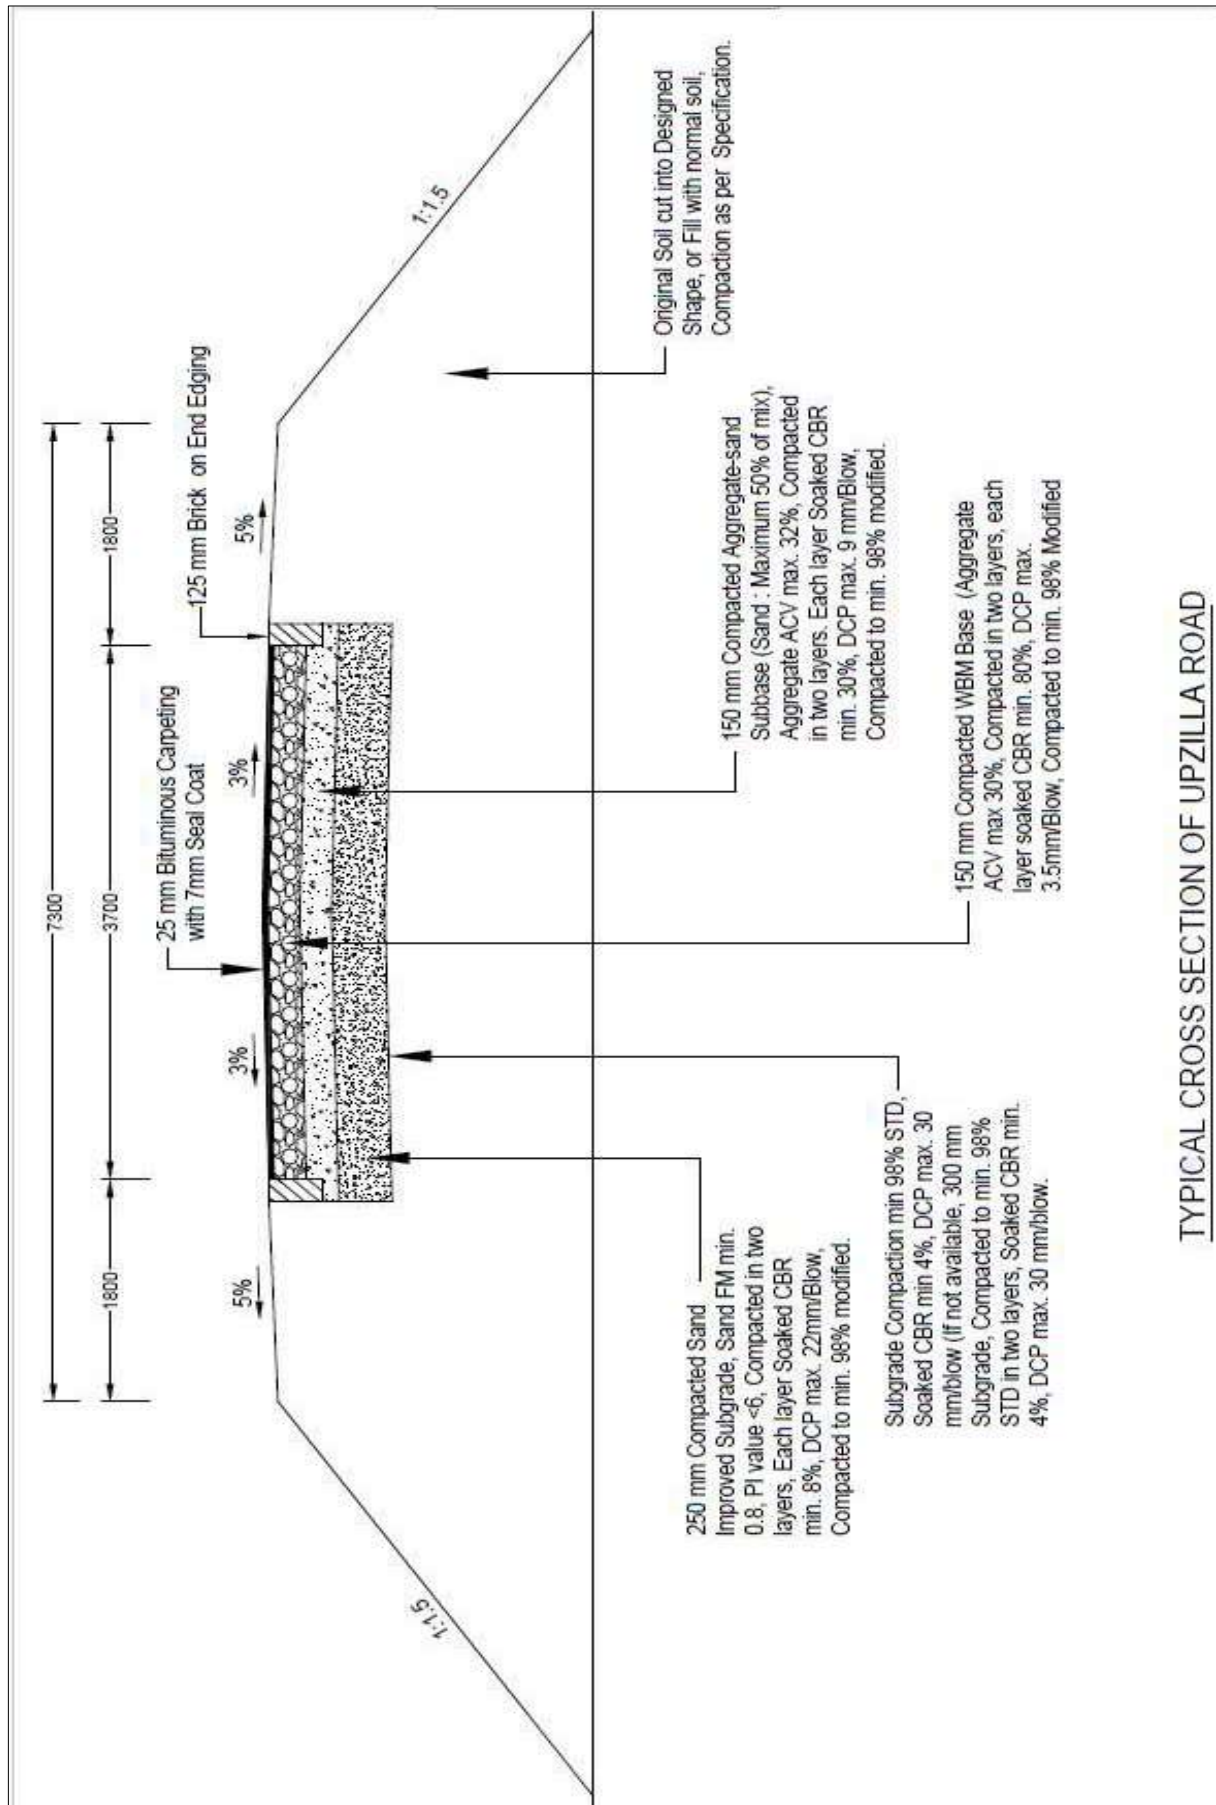 7300
1800
3700
1800
25 mm Bituminous Carpeting
with 7mm Seal Coat
125 mm Brick on End Edging
5%
3%
3%
5%
1:1.5
1:1.5
250 mm Compacted Sand
Improved Subgrade, Sand FM min.
0.8, PI value <6, Compacted in two
layers, Each layer Soaked CBR
min. 8%, DCP max. 22mm/Blow,
Compacted to min. 98% modified.
Subgrade Compaction min 98% STD,
Soaked CBR min 4%, DCP max. 30
mm/blow (If not available, 300 mm
Subgrade, Compacted to min. 98%
STD in two layers, Soaked CBR min.
4%, DCP max. 30 mm/blow.
150 mm Compacted WBM Base (Aggregate
ACV max 30%, Compacted in two layers, each
layer soaked CBR min. 80%, DCP max.
3.5mm/Blow, Compacted to min. 98% Modified
150 mm Compacted Aggregate-sand
Subbase (Sand : Maximum 50% of mix),
Aggregate ACV max. 32%, Compacted
in two layers. Each layer Soaked CBR
min. 30%, DCP max. 9 mm/Blow,
Compacted to min. 98% modified.
Original Soil cut into Designed
Shape, or Fill with normal soil,
Compaction as per Specification.
TYPICAL CROSS SECTION OF UPZILLA ROAD